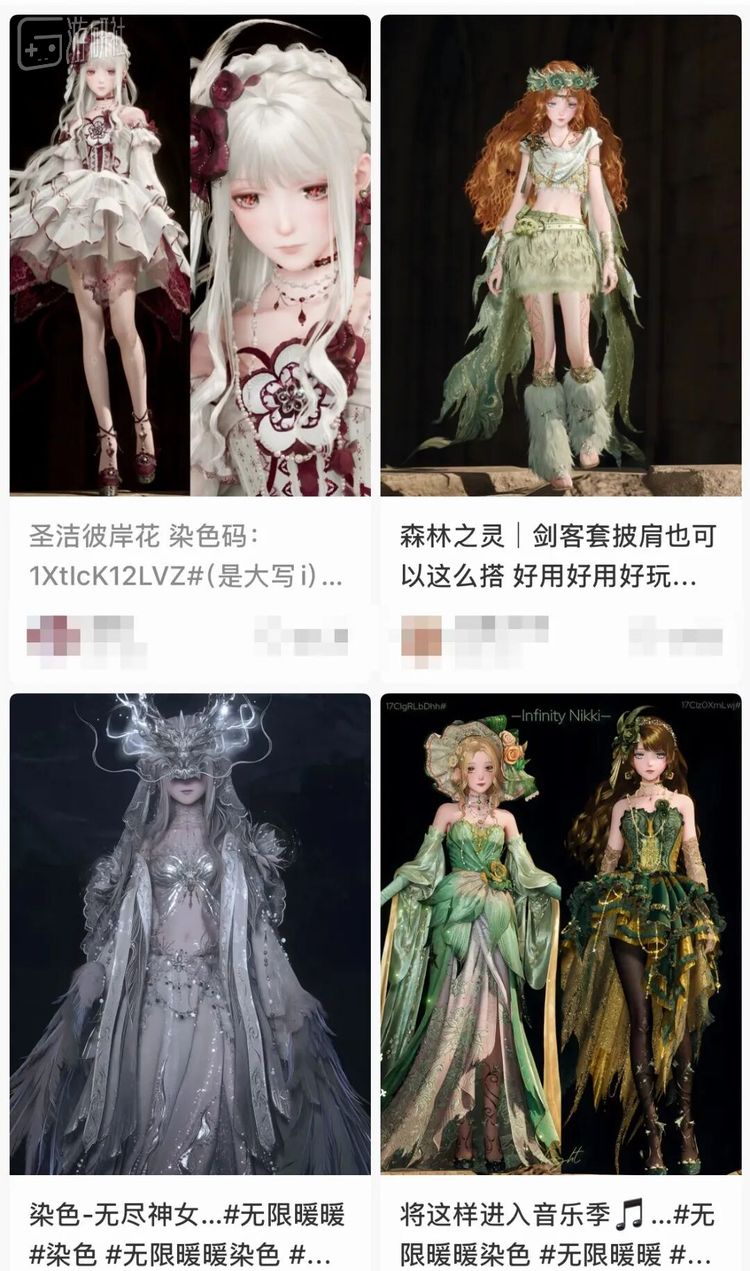 游研社
圣洁彼岸花 染色码：
1XtIcK12LVZ#(是大写i)...
森林之灵｜剑客套披肩也可
以这么搭 好用好用好玩...
17CIgRLbDhh#
17CIzOXmLwj#
—Infinity Nikki—
染色-无尽神女...#无限暖暖
#染色 #无限暖暖染色 #...
将这样进入音乐季🎵...#无
限暖暖染色 #无限暖暖 #...